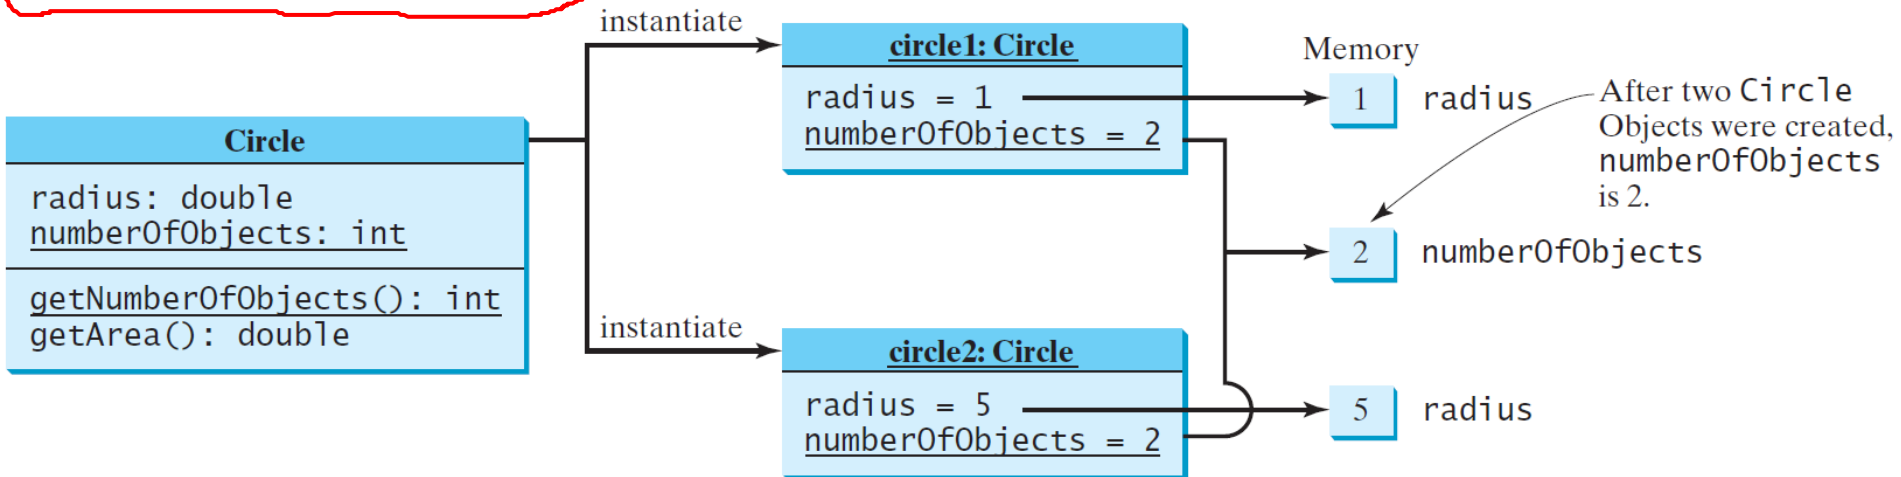 instantiate
circle1: Circle
radius = 1
numberOfObjects = 2
Memory
1
radius
After two Circle
Objects were created,
numberOfObjects
is 2.
Circle
radius: double
numberOfObjects: int
getNumberOfObjects(): int
getArea(): double
2
numberOfObjects
instantiate
circle2: Circle
radius = 5
numberOfObjects = 2
5
radius